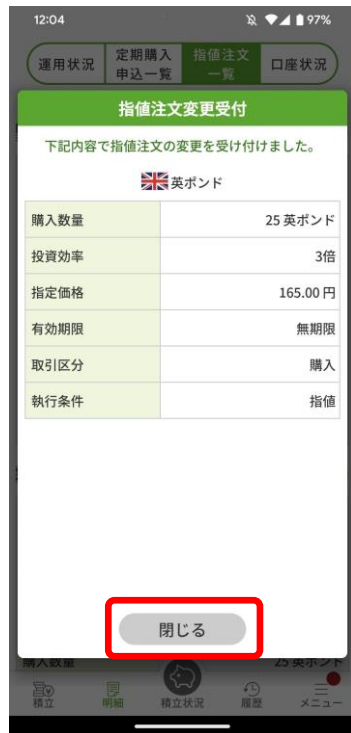 12:04 97%
運用状況 定期購入 指値注文 口座状況
申込一覧 一覧
指値注文変更受付
下記内容で指値注文の変更を受け付けました。
英ポンド
購入数量 25 英ポンド
投資効率 3倍
指定価格 165.00 円
有効期限 無期限
取引区分 購入
執行条件 指値
閉じる
購入数量 25 英ポンド
積立 明細 積立状況 履歴 メニュー